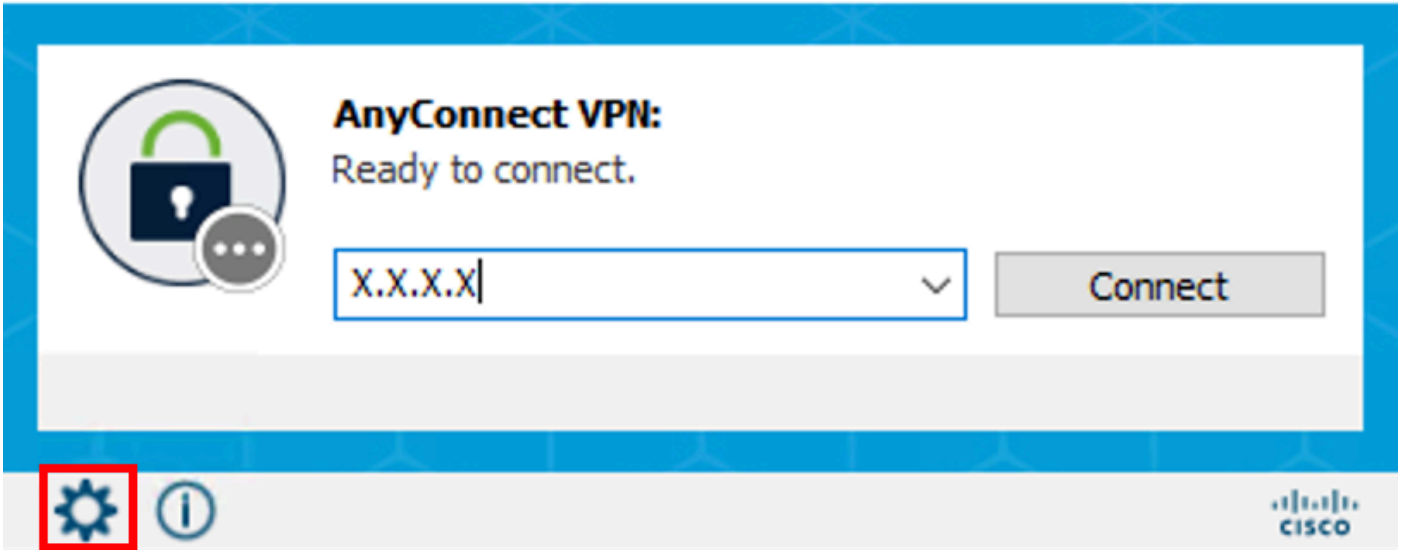 AnyConnect VPN:
Ready to connect.
X.X.X.X
Connect
CISCO